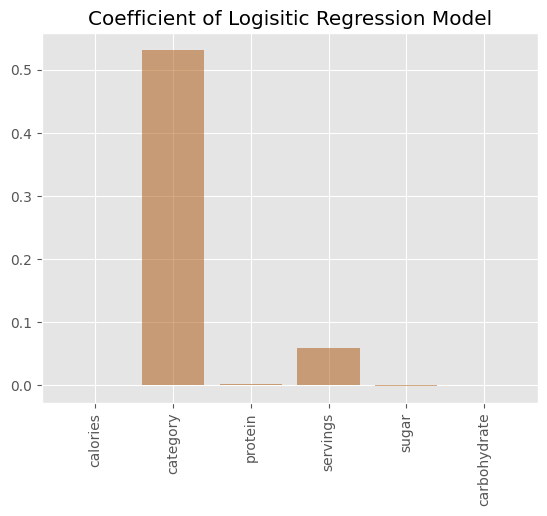 Coefficient of Logisitic Regression Model
0.5
0.4
0.3
0.2
0.1
0.0
calories
category
protein
servings
sugar
carbohydrate